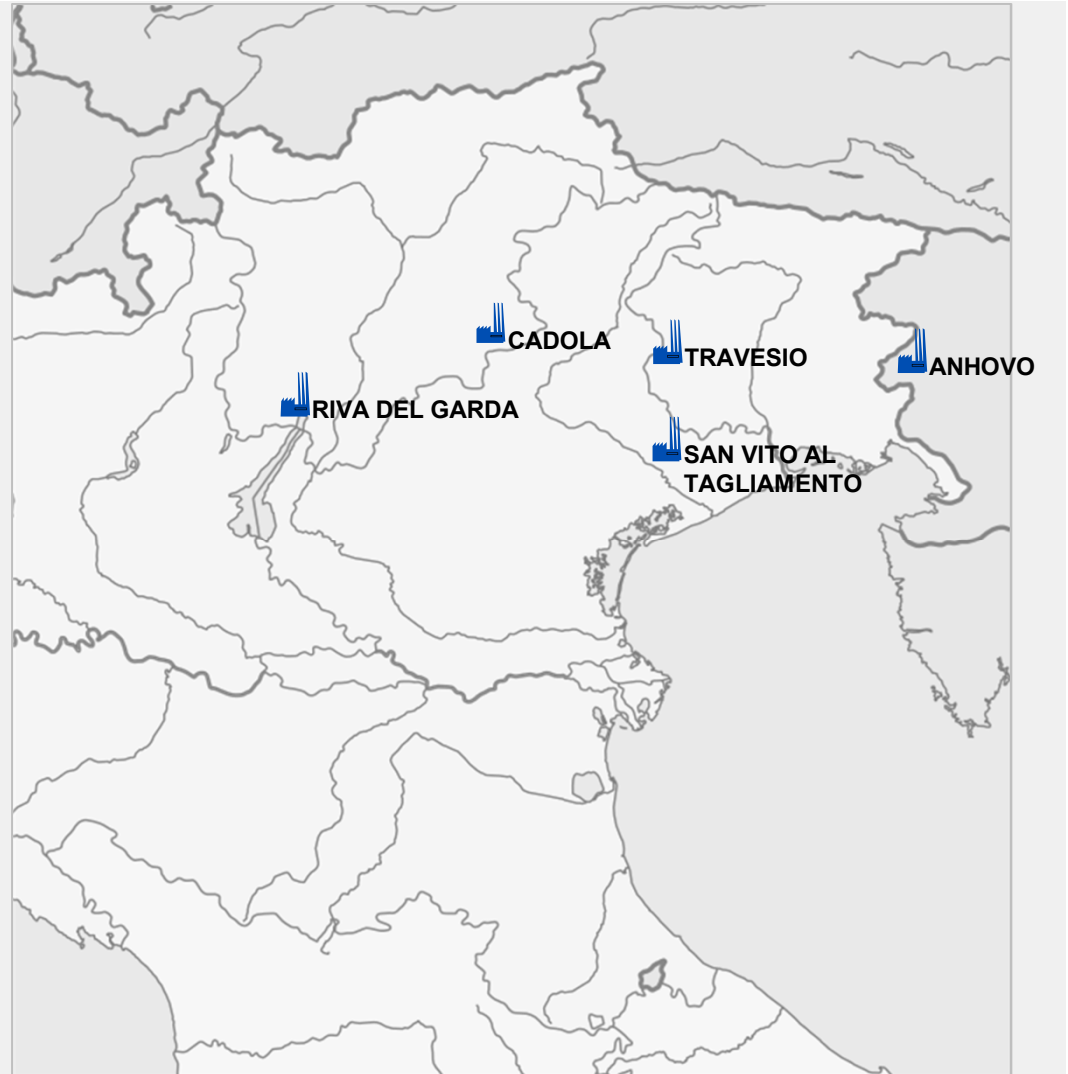 CADOLA
TRAVESIO
ANHOVO
RIVA DEL GARDA
SAN VITO AL
TAGLIAMENTO